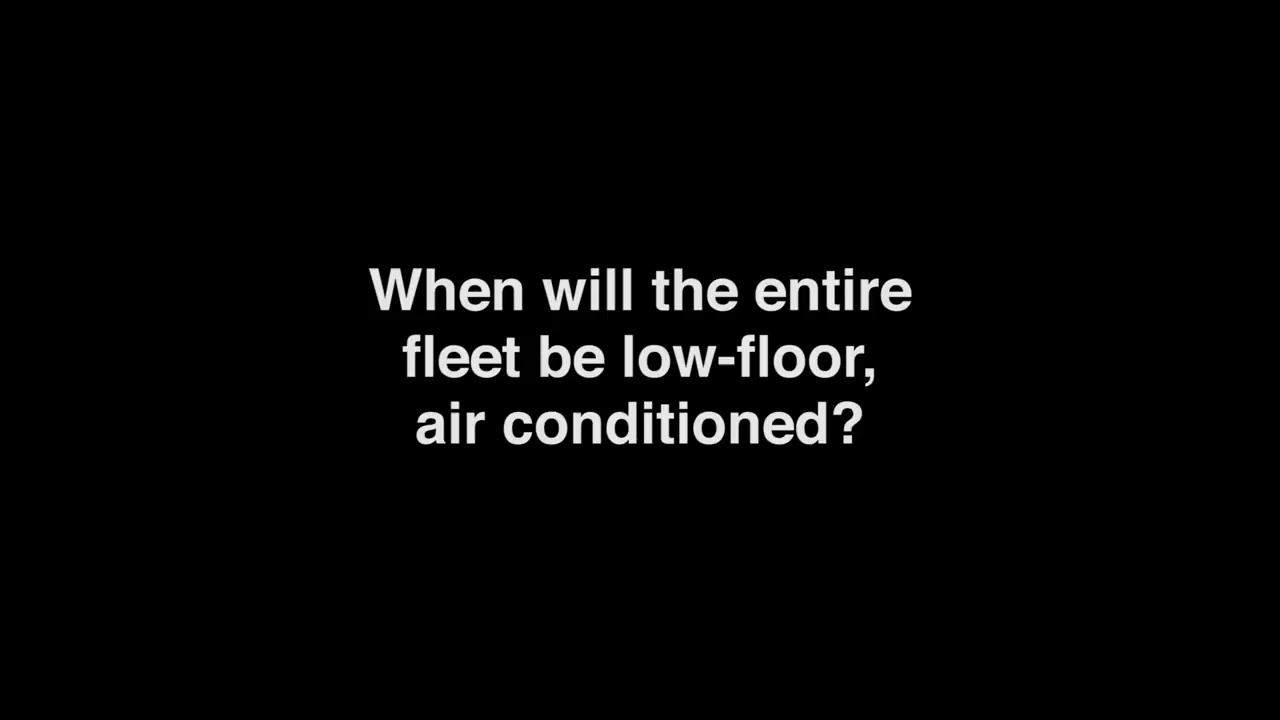 When will the entire
fleet be low-floor,
air conditioned?